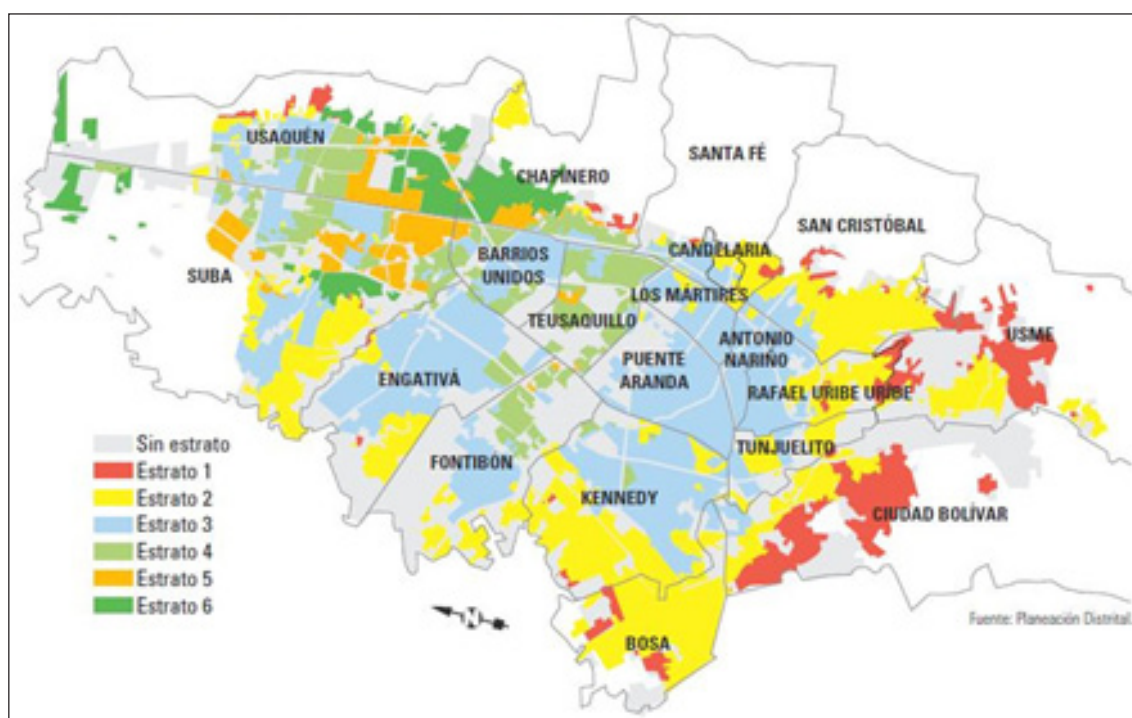 USAQUÉN
SANTA FÉ
CHAPINERO
SAN CRISTÓBAL
CANDELARIA
BARRIOS
UNIDOS
SUBA
LOS MÁRTIRES
TEUSAQUILLO
ANTONIO
NARIÑO
USME
PUENTE
ARANDA
ENGATIVÁ
RAFAEL URIBE URIBE
TUNJUELITO
FONTIBÓN
KENNEDY
CIUDAD BOLÍVAR
BOSA
Sin estrato
Estrato 1
Estrato 2
Estrato 3
Estrato 4
Estrato 5
Estrato 6
N
Fuente: Planeación Distrital.